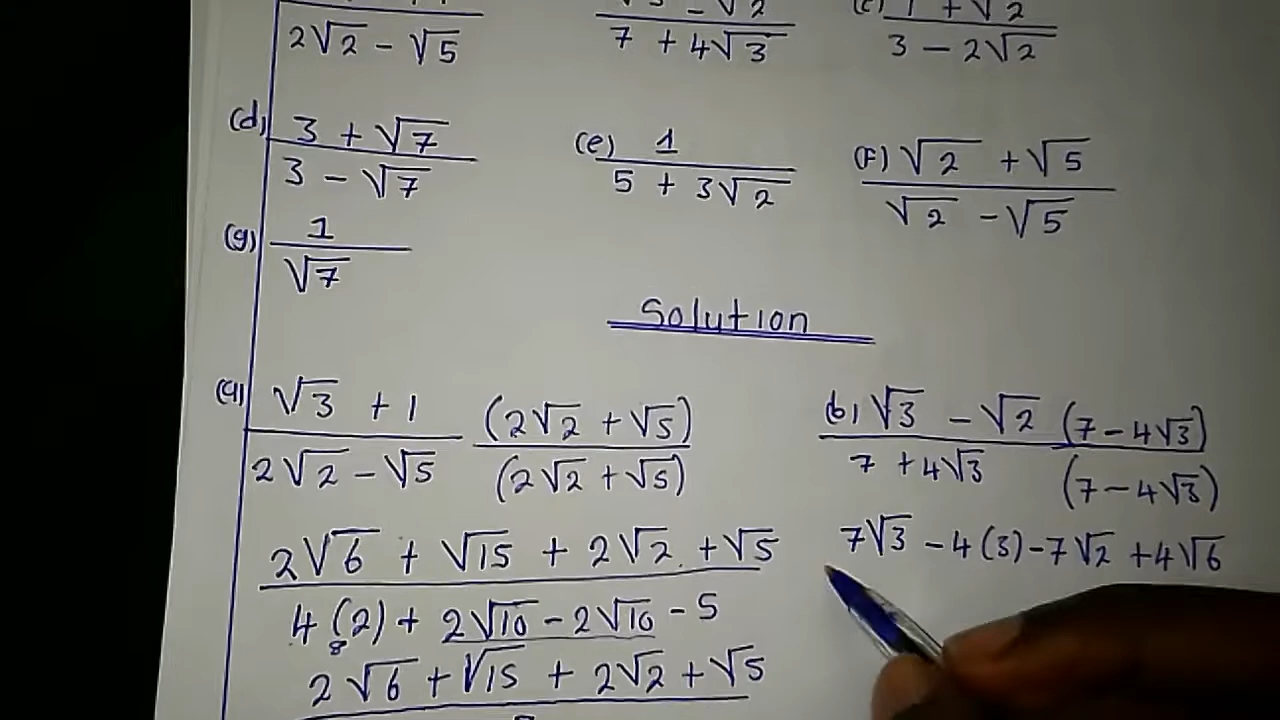 2√2 - √5
√3 - √2
7 + 4√3
(c) 1 + √2
3 - 2√2
(d) 3 + √7
3 - √7
(e) 1
5 + 3√2
(F) √2 + √5
√2 - √5
(g) 1
√7
Solution
(a) √3 + 1 (2√2 + √5)
2√2 - √5 (2√2 + √5)
2√6 + √15 + 2√2 + √5
4(2) + 2√10 - 2√10 - 5
8
2√6 + √15 + 2√2 + √5
(b) √3 - √2 (7 - 4√3)
7 + 4√3 (7 - 4√3)
7√3 - 4(3) - 7√2 + 4√6